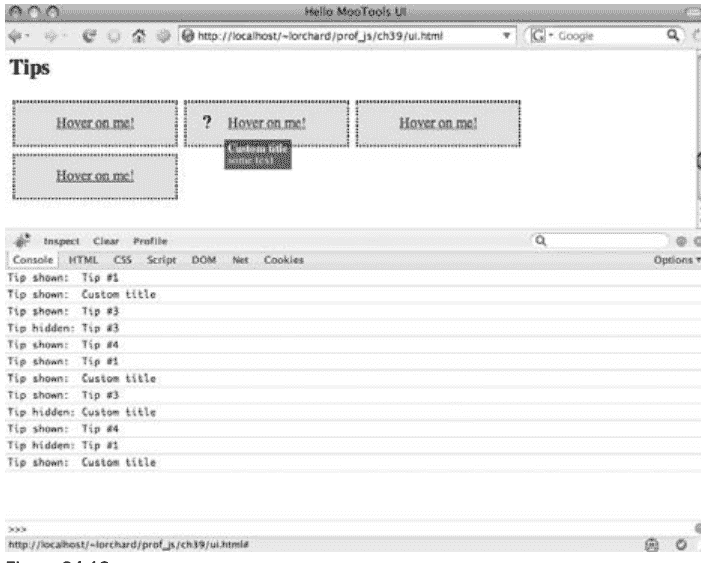 Hello MooTools UI
http://localhost/~lorchard/prof_js/ch39/ui.html
G - Google
Tips
Hover on me! ? Hover on me! Hover on me!
Custom title
some text
Hover on me!
Inspect Clear Profile
Console HTML CSS Script DOM Net Cookies Options
Tip shown: Tip #1
Tip shown: Custom title
Tip shown: Tip #3
Tip hidden: Tip #3
Tip shown: Tip #4
Tip shown: Tip #1
Tip shown: Custom title
Tip shown: Tip #3
Tip hidden: Custom title
Tip shown: Tip #4
Tip hidden: Tip #1
Tip shown: Custom title
>>>
http://localhost/~lorchard/prof_js/ch39/ui.html#